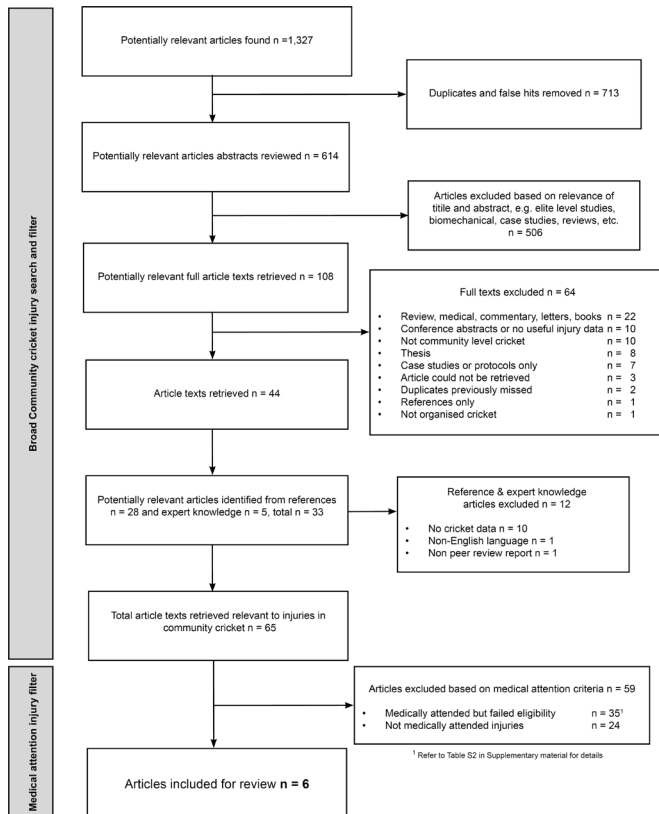 Broad Community cricket injury search and filter
Potentially relevant articles found n =1,327
Duplicates and false hits removed n = 713
Potentially relevant articles abstracts reviewed n = 614
Articles excluded based on relevance of
titile and abstract, e.g. elite level studies,
biomechanical, case studies, reviews, etc.
n = 506
Potentially relevant full article texts retrieved n = 108
Full texts excluded n = 64
• Review, medical, commentary, letters, books n = 22
• Conference abstracts or no useful injury data n = 10
• Not community level cricket n = 10
• Thesis n = 8
• Case studies or protocols only n = 7
• Article could not be retrieved n = 3
• Duplicates previously missed n = 2
• References only n = 1
• Not organised cricket n = 1
Article texts retrieved n = 44
Potentially relevant articles identified from references
n = 28 and expert knowledge n = 5, total n = 33
Reference & expert knowledge
articles excluded n = 12
• No cricket data n = 10
• Non-English language n = 1
• Non peer review report n = 1
Total article texts retrieved relevant to injuries in
community cricket n = 65
Medical attention injury filter
Articles excluded based on medical attention criteria n = 59
• Medically attended but failed eligibility n = 35¹
• Not medically attended injuries n = 24
¹ Refer to Table S2 in Supplementary material for details
Articles included for review n = 6